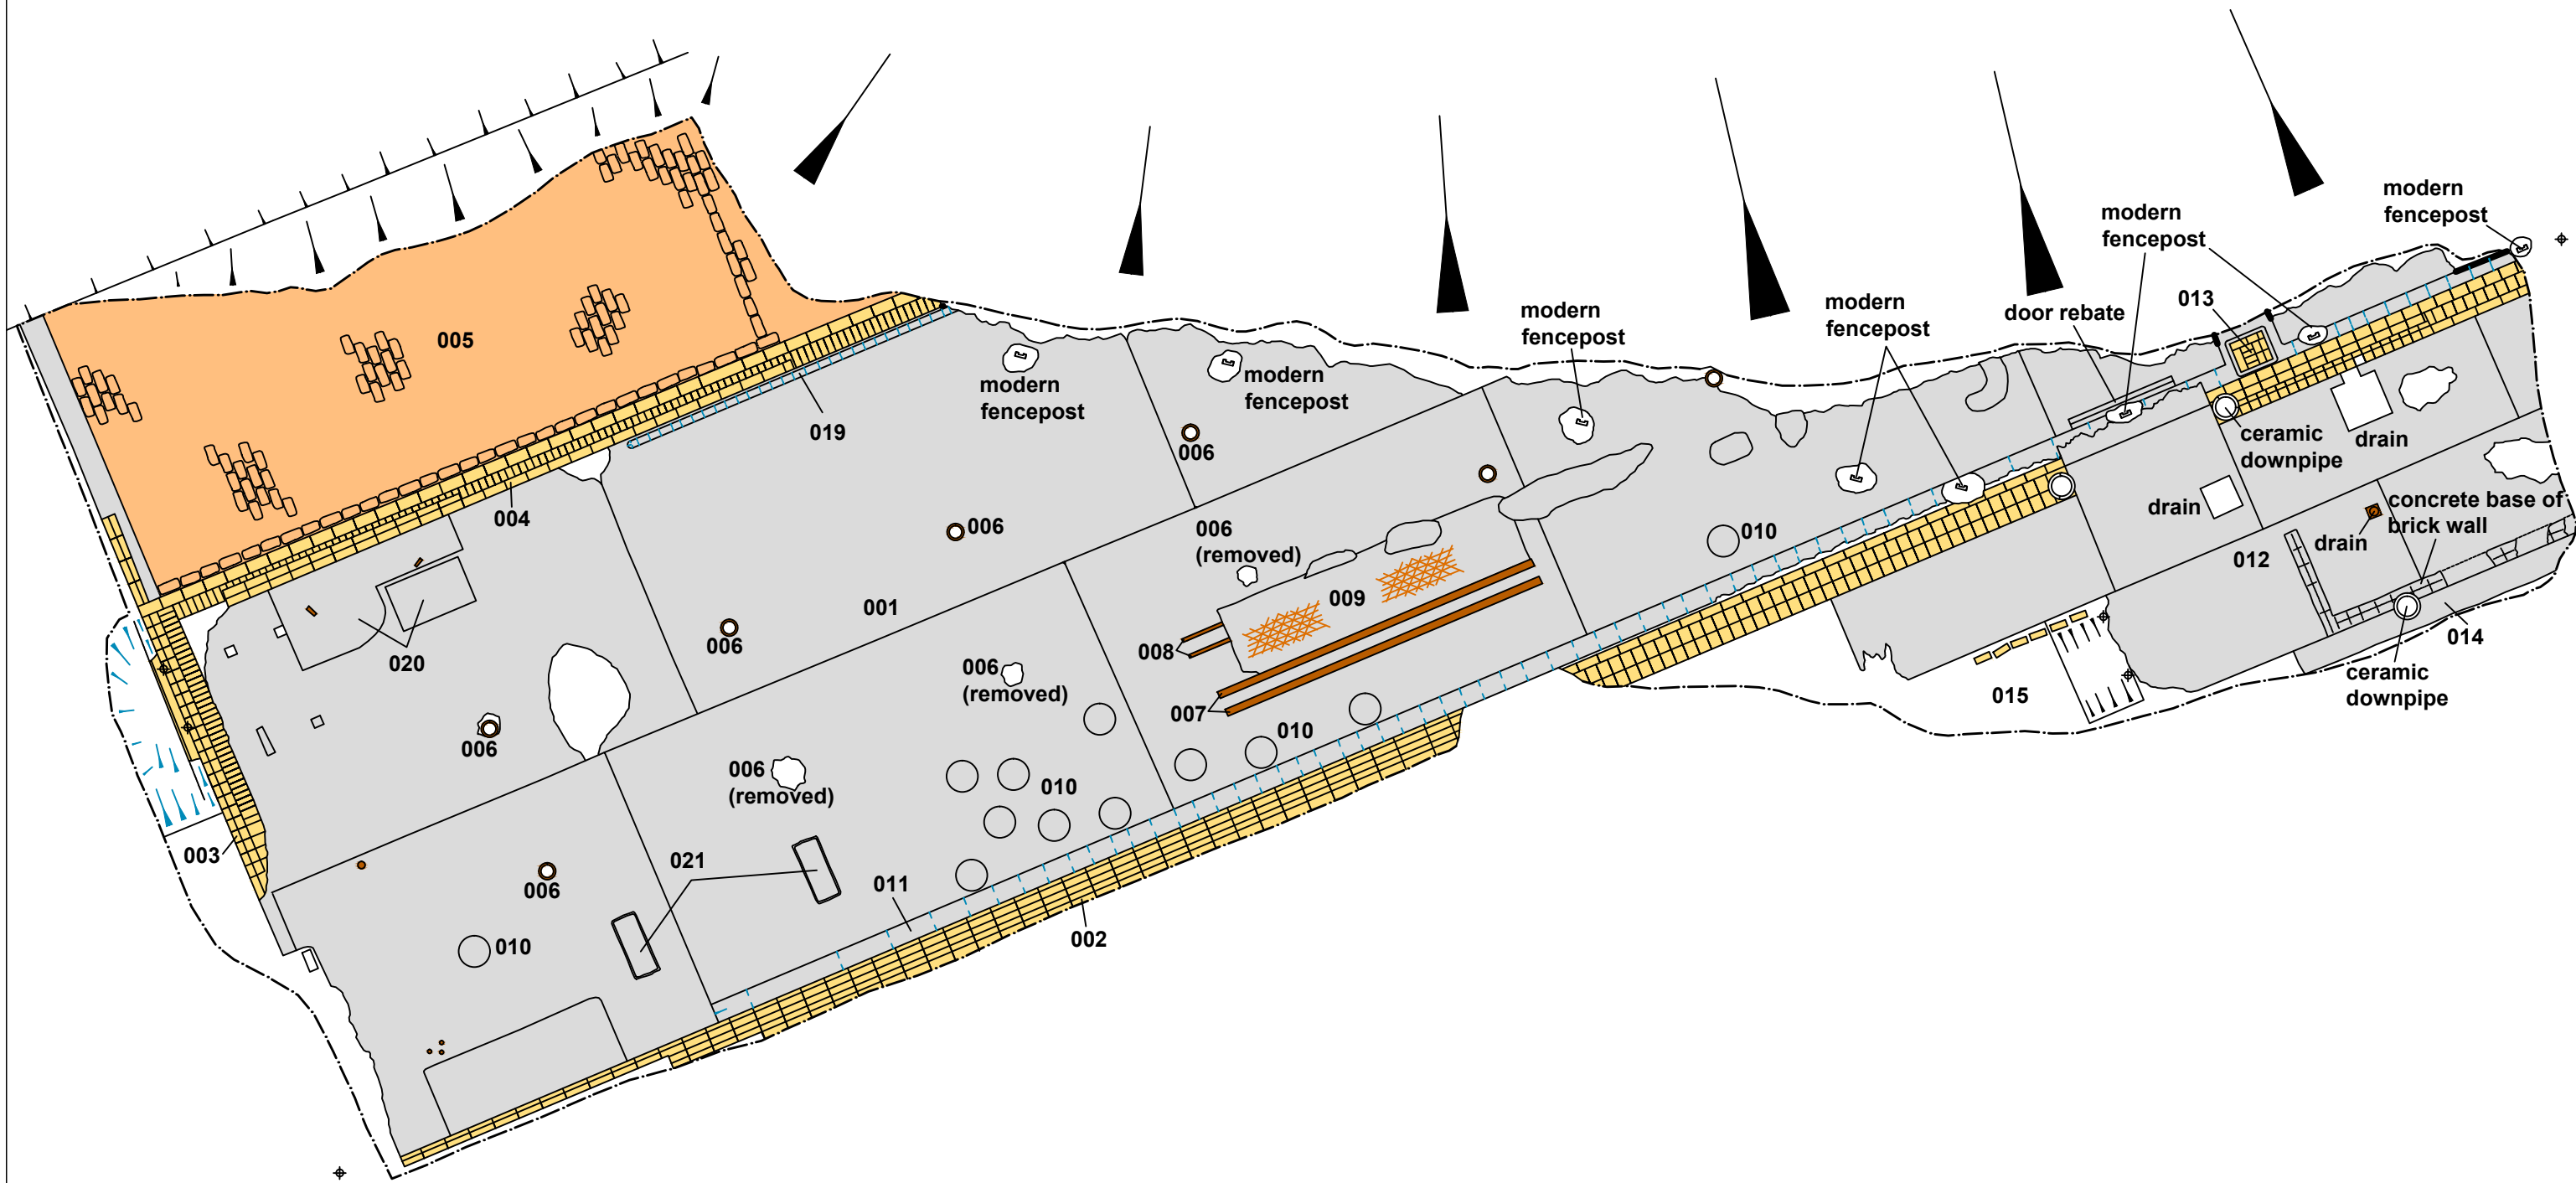 modern
fencepost
modern
fencepost
013
door rebate
modern
fencepost
modern
fencepost
005
modern
fencepost
modern
fencepost
019
006
ceramic
downpipe
drain
004
006
006
(removed)
010
drain
concrete base of
brick wall
drain
012
001
009
006
020
008
006
(removed)
014
015
ceramic
downpipe
007
010
006
006
(removed)
010
003
021
006
011
010
002